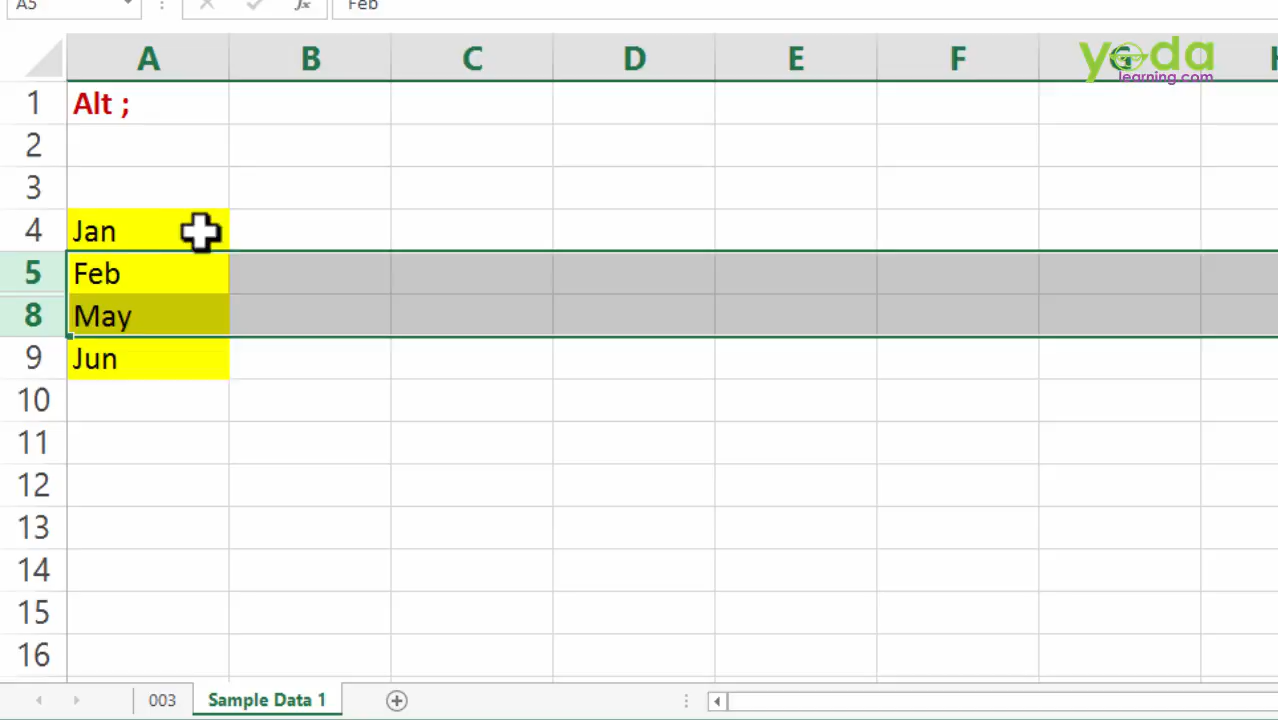 A5 fx Feb
A B C D E F G H
yoda
learning.com
1 Alt ;
2
3
4 Jan
5 Feb
8 May
9 Jun
10
11
12
13
14
15
16
003 Sample Data 1